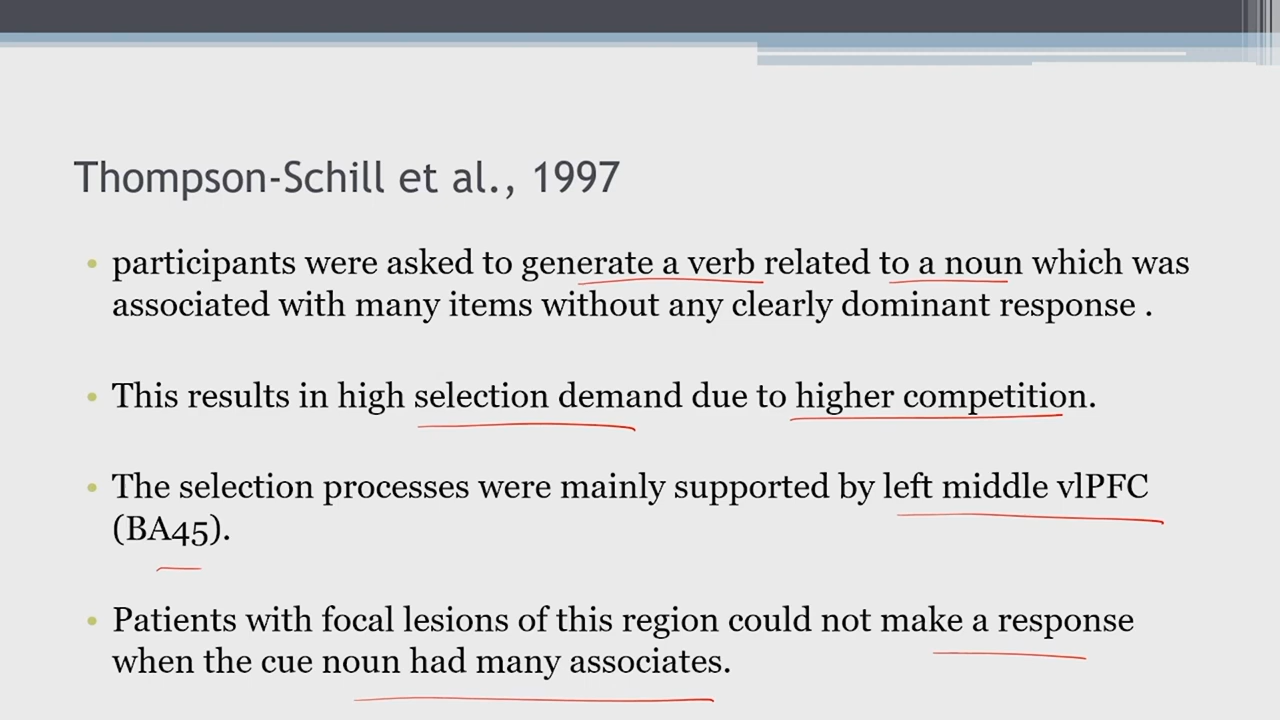 Thompson-Schill et al., 1997
• participants were asked to generate a verb related to a noun which was
associated with many items without any clearly dominant response .
• This results in high selection demand due to higher competition.
• The selection processes were mainly supported by left middle vlPFC
(BA45).
• Patients with focal lesions of this region could not make a response
when the cue noun had many associates.